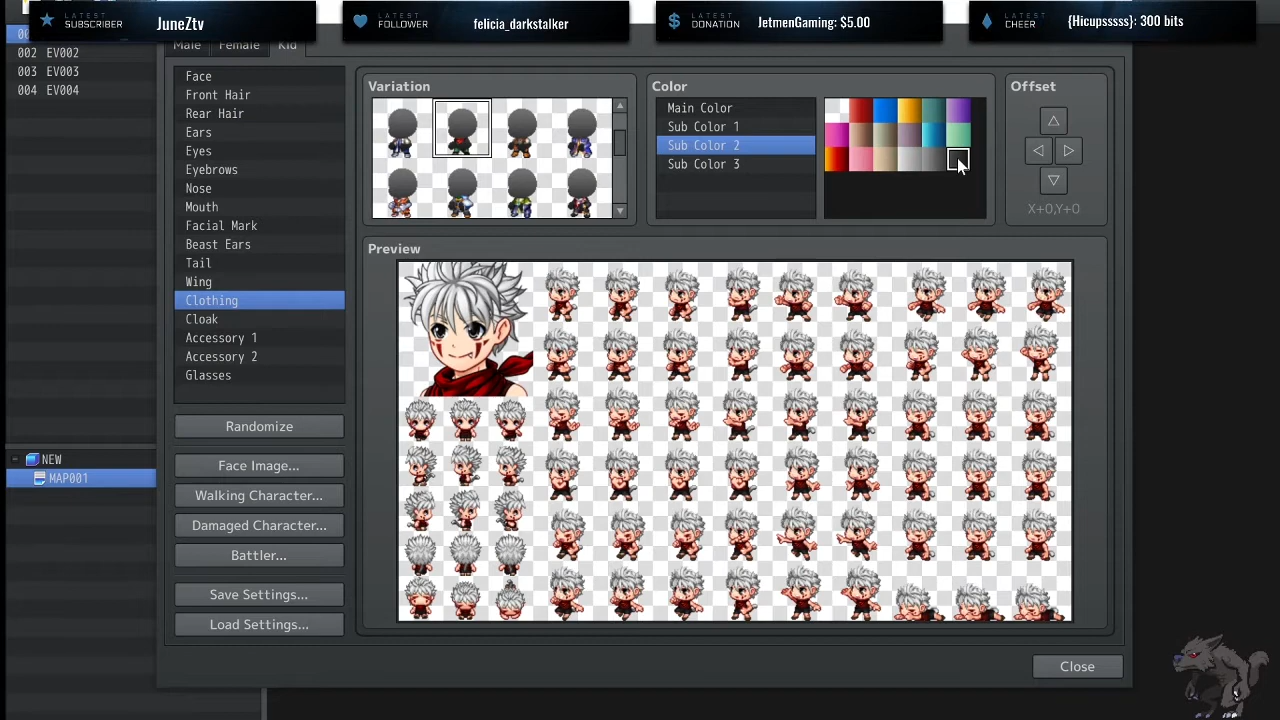 LATEST SUBSCRIBER JuneZtv
LATEST FOLLOWER felicia_darkstalker
LATEST DONATION JetmenGaming: $5.00
LATEST CHEER {Hicupsssss}: 300 bits
002 EV002
003 EV003
004 EV004
Male Female Kid
Face
Front Hair
Rear Hair
Ears
Eyes
Eyebrows
Nose
Mouth
Facial Mark
Beast Ears
Tail
Wing
Clothing
Cloak
Accessory 1
Accessory 2
Glasses
Randomize
Face Image...
Walking Character...
Damaged Character...
Battler...
Save Settings...
Load Settings...
Variation
Color
Main Color
Sub Color 1
Sub Color 2
Sub Color 3
Offset
X+0,Y+0
Preview
NEW
MAP001
Close